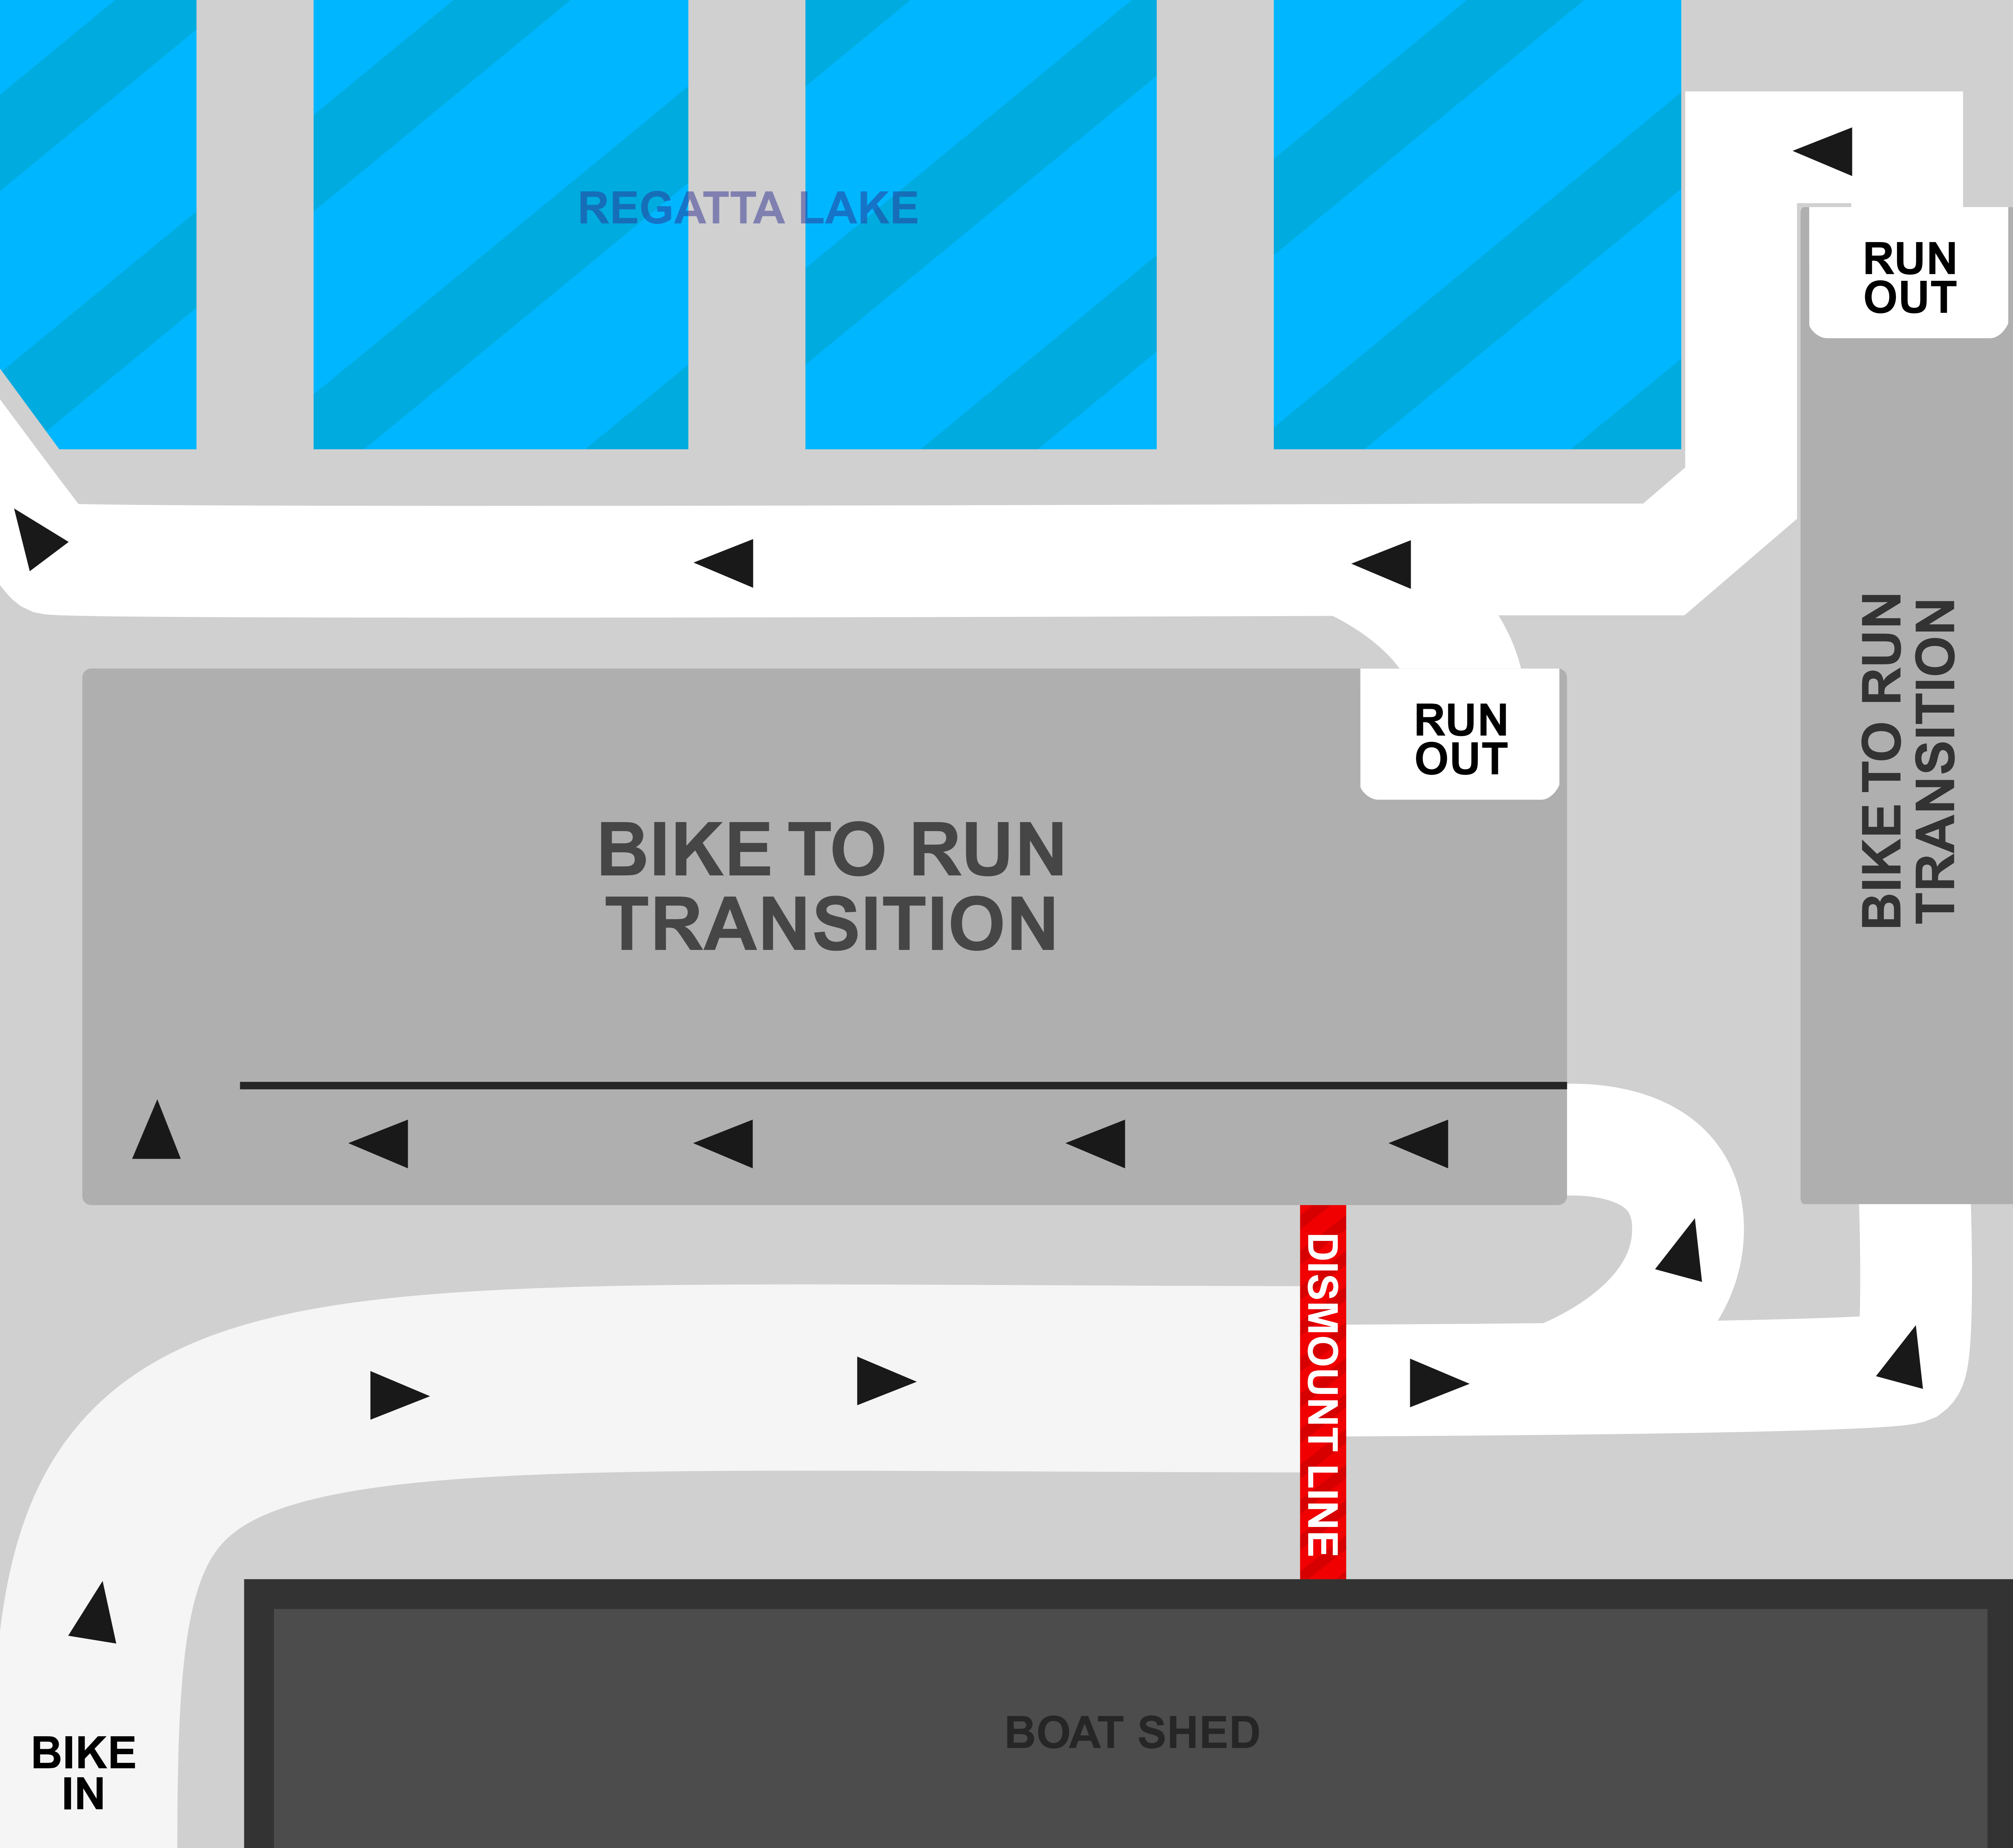 REGATTA LAKE
RUN
OUT
RUN
OUT
BIKE TO RUN
TRANSITION
BIKE TO RUN
TRANSITION
DISMOUNT LINE
BOAT SHED
BIKE
IN